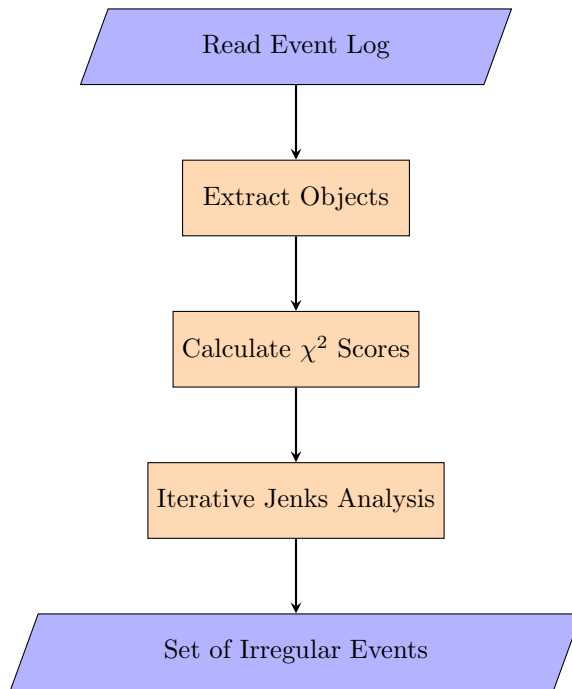 Read Event Log
Extract Objects
Calculate χ² Scores
Iterative Jenks Analysis
Set of Irregular Events